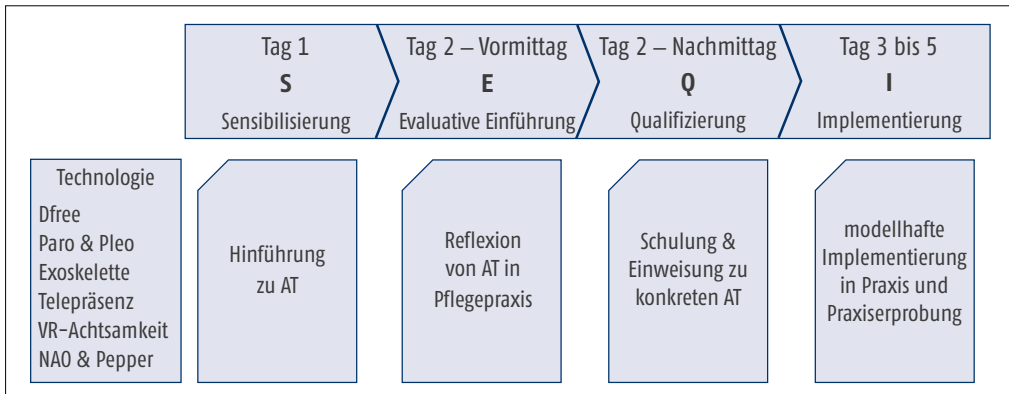 Tag 1
S
Sensibilisierung
Tag 2 – Vormittag
E
Evaluative Einführung
Tag 2 – Nachmittag
Q
Qualifizierung
Tag 3 bis 5
I
Implementierung
Technologie
Dfree
Paro & Pleo
Exoskelette
Telepräsenz
VR-Achtsamkeit
NAO & Pepper
Hinführung
zu AT
Reflexion
von AT in
Pflegepraxis
Schulung &
Einweisung zu
konkreten AT
modellhafte
Implementierung
in Praxis und
Praxiserprobung